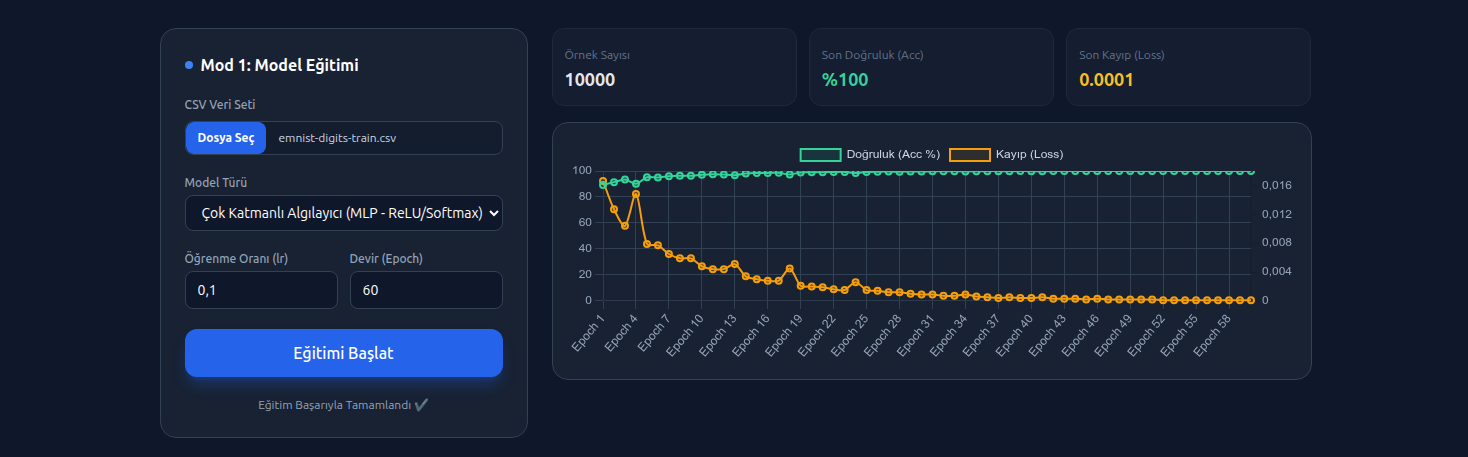 Mod 1: Model Eğitimi
CSV Veri Seti
Dosya Seç emnist-digits-train.csv
Model Türü
Çok Katmanlı Algılayıcı (MLP - ReLU/Softmax)
Öğrenme Oranı (lr) Devir (Epoch)
0,1 60
Eğitimi Başlat
Eğitim Başarıyla Tamamlandı ✔
Örnek Sayısı
10000
Son Doğruluk (Acc)
%100
Son Kayıp (Loss)
0.0001
Doğruluk (Acc %) Kayıp (Loss)
100
80
60
40
20
0
0,016
0,012
0,008
0,004
0
Epoch 1
Epoch 4
Epoch 7
Epoch 10
Epoch 13
Epoch 16
Epoch 19
Epoch 22
Epoch 25
Epoch 28
Epoch 31
Epoch 34
Epoch 37
Epoch 40
Epoch 43
Epoch 46
Epoch 49
Epoch 52
Epoch 55
Epoch 58